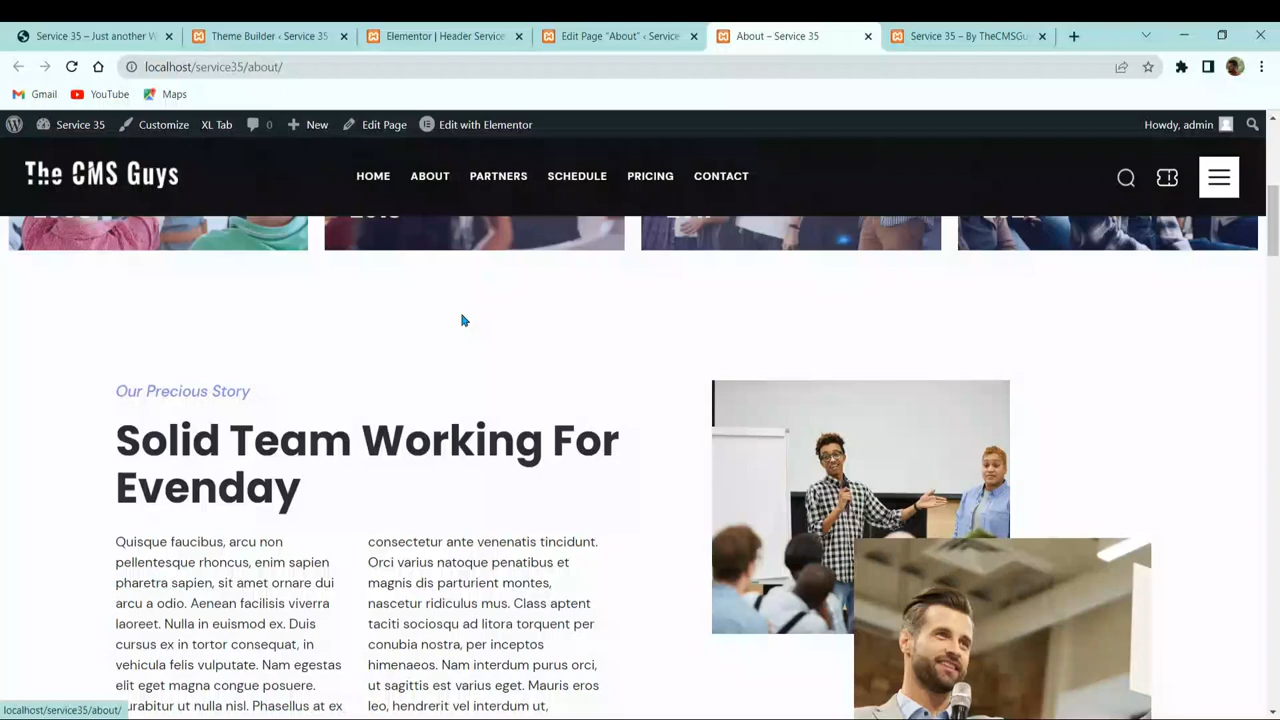 Service 35 – Just another W
Theme Builder ‹ Service 35
Elementor | Header Service
Edit Page "About" ‹ Service
About – Service 35
Service 35 – By TheCMSGu
localhost/service35/about/
Gmail
YouTube
Maps
Service 35
Customize
XL Tab
0
New
Edit Page
Edit with Elementor
Howdy, admin
The CMS Guys
HOME
ABOUT
PARTNERS
SCHEDULE
PRICING
CONTACT
Our Precious Story
Solid Team Working For
Evenday
Quisque faucibus, arcu non
pellentesque rhoncus, enim sapien
pharetra sapien, sit amet ornare dui
arcu a odio. Aenean facilisis viverra
laoreet. Nulla in euismod ex. Duis
cursus ex in tortor consequat, in
vehicula felis vulputate. Nam egestas
elit eget magna congue posuere.
urabitur ut nulla nisl. Phasellus at ex
consectetur ante venenatis tincidunt.
Orci varius natoque penatibus et
magnis dis parturient montes,
nascetur ridiculus mus. Class aptent
taciti sociosqu ad litora torquent per
conubia nostra, per inceptos
himenaeos. Nam interdum purus orci,
ut sagittis est varius eget. Mauris eros
leo, hendrerit vel interdum ut,
localhost/service35/about/